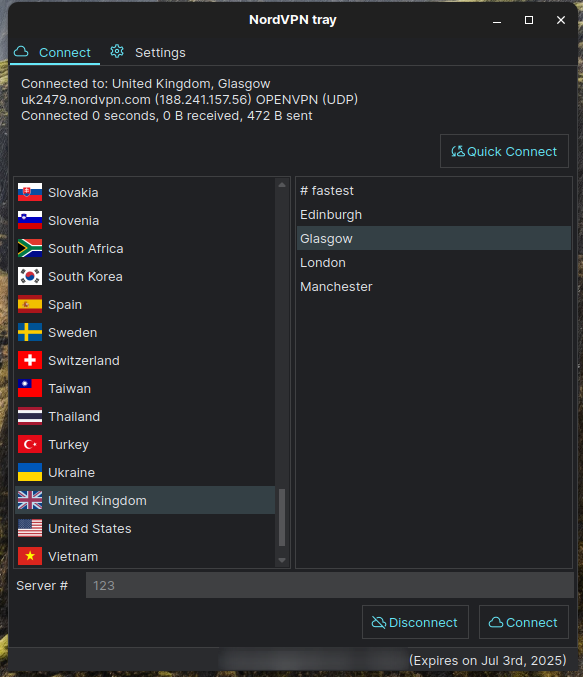 NordVPN tray
Connect
Settings
Connected to: United Kingdom, Glasgow
uk2479.nordvpn.com (188.241.157.56) OPENVPN (UDP)
Connected 0 seconds, 0 B received, 472 B sent
Quick Connect
Slovakia
Slovenia
South Africa
South Korea
Spain
Sweden
Switzerland
Taiwan
Thailand
Turkey
Ukraine
United Kingdom
United States
Vietnam
# fastest
Edinburgh
Glasgow
London
Manchester
Server #
123
Disconnect
Connect
(Expires on Jul 3rd, 2025)